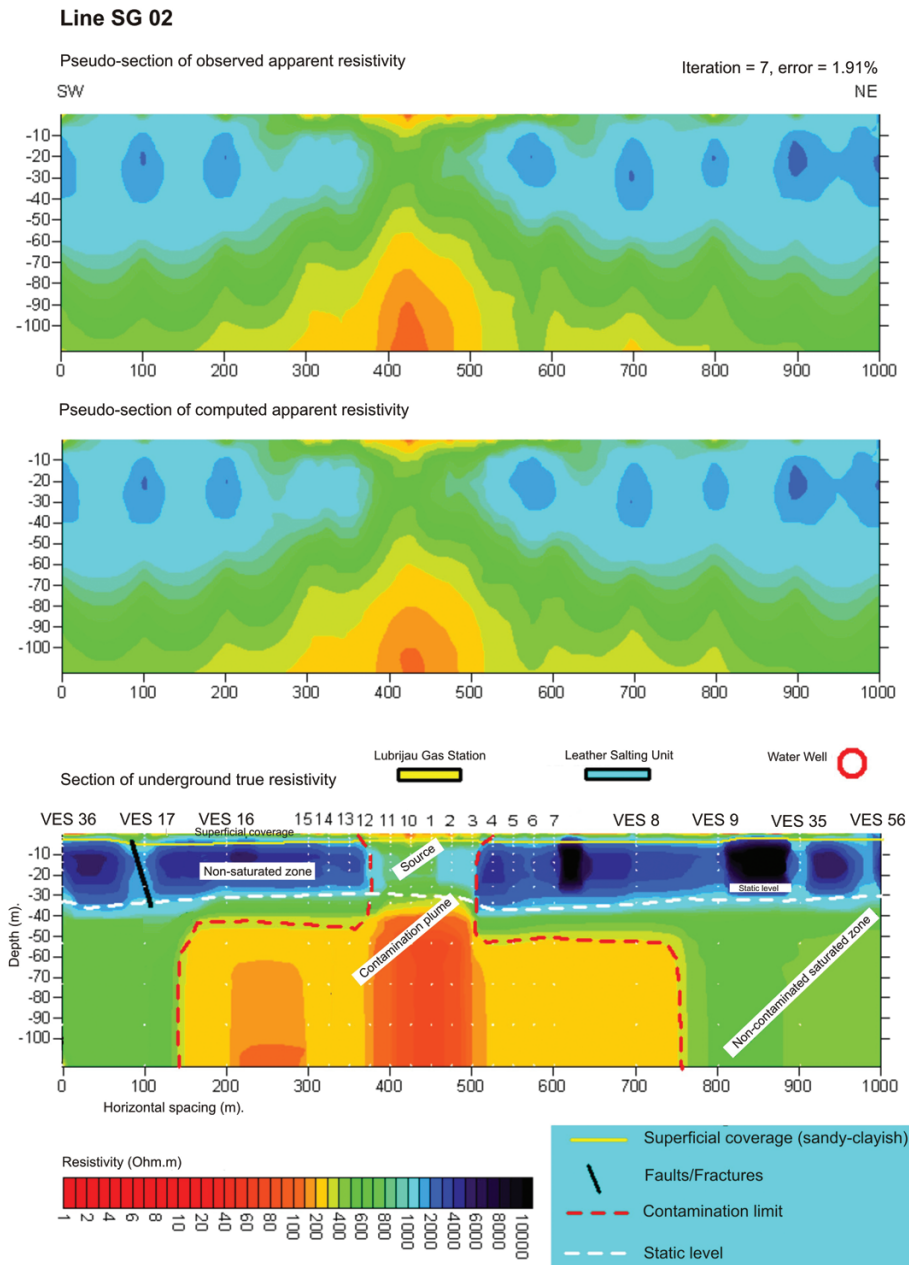 Line SG 02
Pseudo-section of observed apparent resistivity
Iteration = 7, error = 1.91%
SW
NE
-10
-20
-30
-40
-50
-60
-70
-80
-90
-100
0 100 200 300 400 500 600 700 800 900 1000
Pseudo-section of computed apparent resistivity
-10
-20
-30
-40
-50
-60
-70
-80
-90
-100
0 100 200 300 400 500 600 700 800 900 1000
Lubrijau Gas Station
Leather Salting Unit
Water Well
Section of underground true resistivity
VES 36 VES 17 VES 16 15 14 13 12 11 10 1 2 3 4 5 6 7 VES 8 VES 9 VES 35 VES 56
Superficial coverage
Source
Non-saturated zone
Static level
Contamination plume
Non-contaminated saturated zone
Depth (m).
-10
-20
-30
-40
-50
-60
-70
-80
-90
-100
0 100 200 300 400 500 600 700 800 900 1000
Horizontal spacing (m).
Resistivity (Ohm.m)
1 2 4 6 8 10 20 40 60 80 100 200 400 600 800 1000 2000 4000 6000 8000 10000
Superficial coverage (sandy-clayish)
Faults/Fractures
Contamination limit
Static level